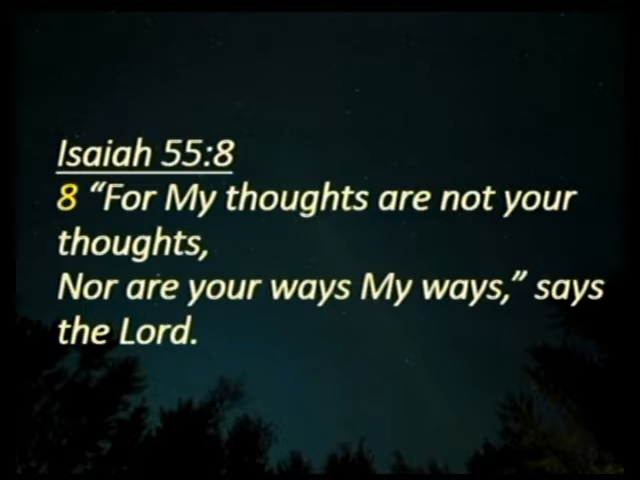 Isaiah 55:8
8 “For My thoughts are not your
thoughts,
Nor are your ways My ways,” says
the Lord.